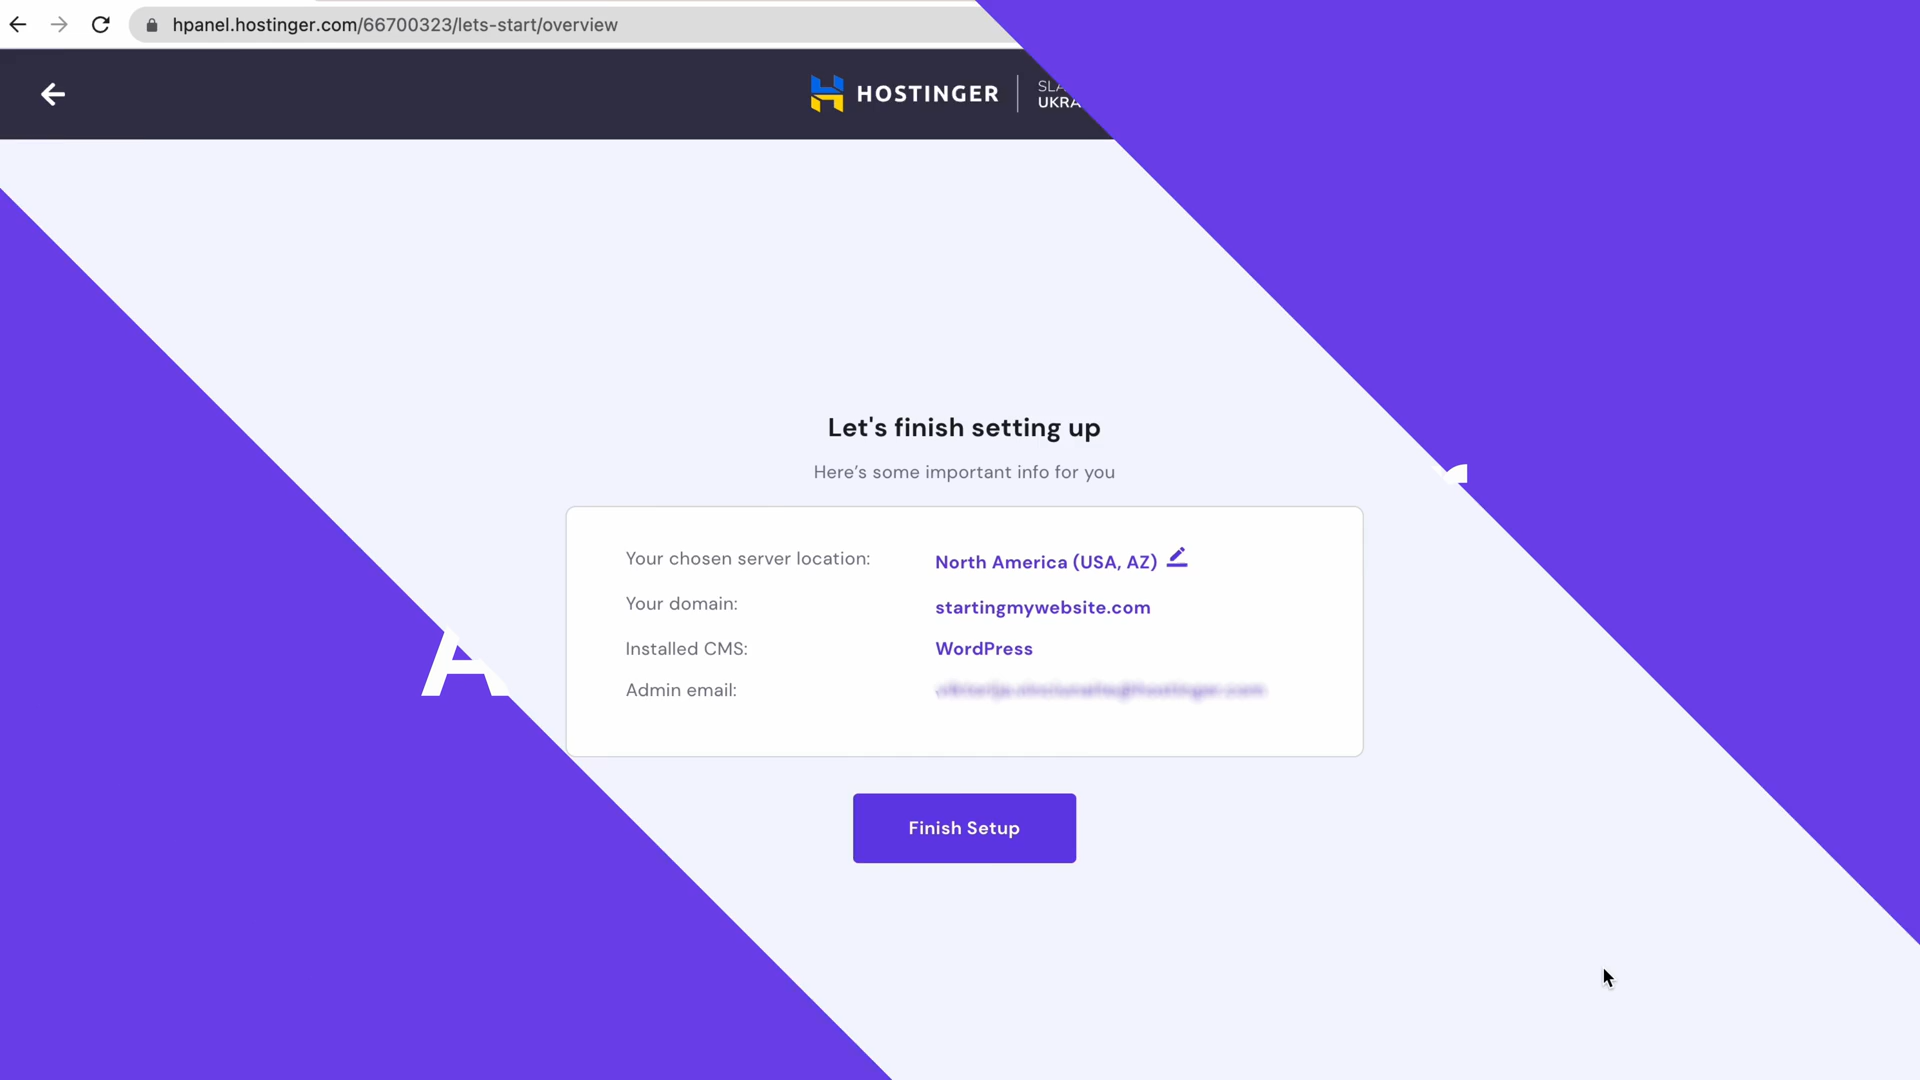 hpanel.hostinger.com/66700323/lets-start/overview
HOSTINGER
Let's finish setting up
Here’s some important info for you
Your chosen server location: North America (USA, AZ)
Your domain: startingmywebsite.com
Installed CMS: WordPress
Admin email:
A
Finish Setup